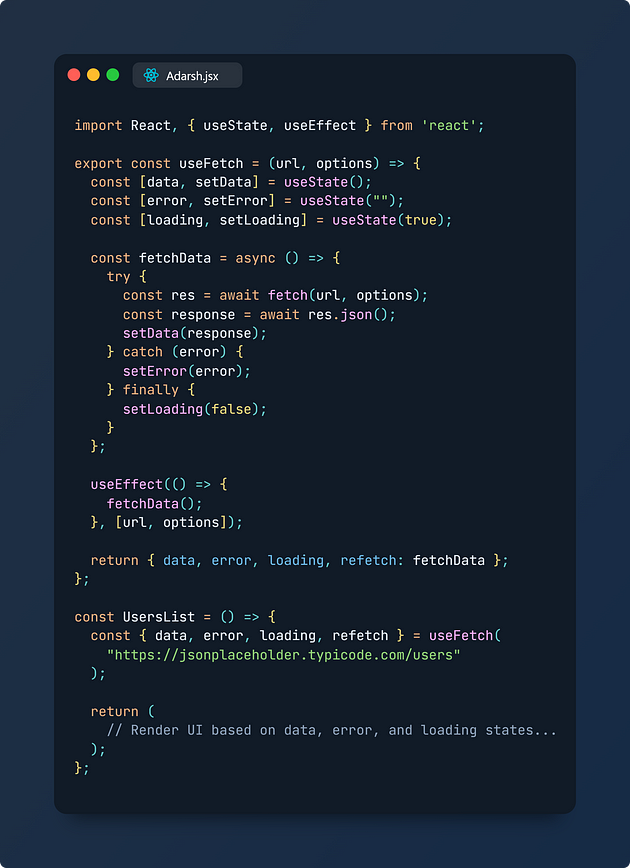 Adarsh.jsx
import React, { useState, useEffect } from 'react';
export const useFetch = (url, options) => {
  const [data, setData] = useState();
  const [error, setError] = useState("");
  const [loading, setLoading] = useState(true);
  const fetchData = async () => {
    try {
      const res = await fetch(url, options);
      const response = await res.json();
      setData(response);
    } catch (error) {
      setError(error);
    } finally {
      setLoading(false);
    }
  };
  useEffect(() => {
    fetchData();
  }, [url, options]);
  return { data, error, loading, refetch: fetchData };
};
const UsersList = () => {
  const { data, error, loading, refetch } = useFetch(
    "https://jsonplaceholder.typicode.com/users"
  );
  return (
    // Render UI based on data, error, and loading states...
  );
};